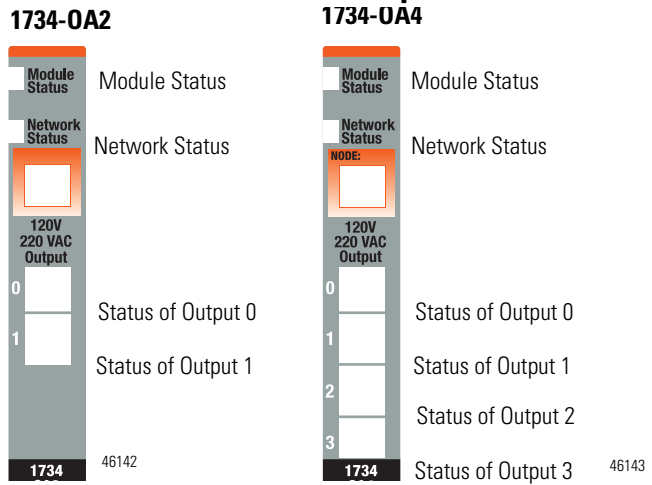 1734-OA2
Module
Status
Module Status
Network
Status
Network Status
120V
220 VAC
Output
0
Status of Output 0
1
Status of Output 1
1734
46142
1734-OA4
Module
Status
Module Status
Network
Status
Network Status
NODE:
120V
220 VAC
Output
0
Status of Output 0
1
Status of Output 1
2
Status of Output 2
3
Status of Output 3
1734
46143